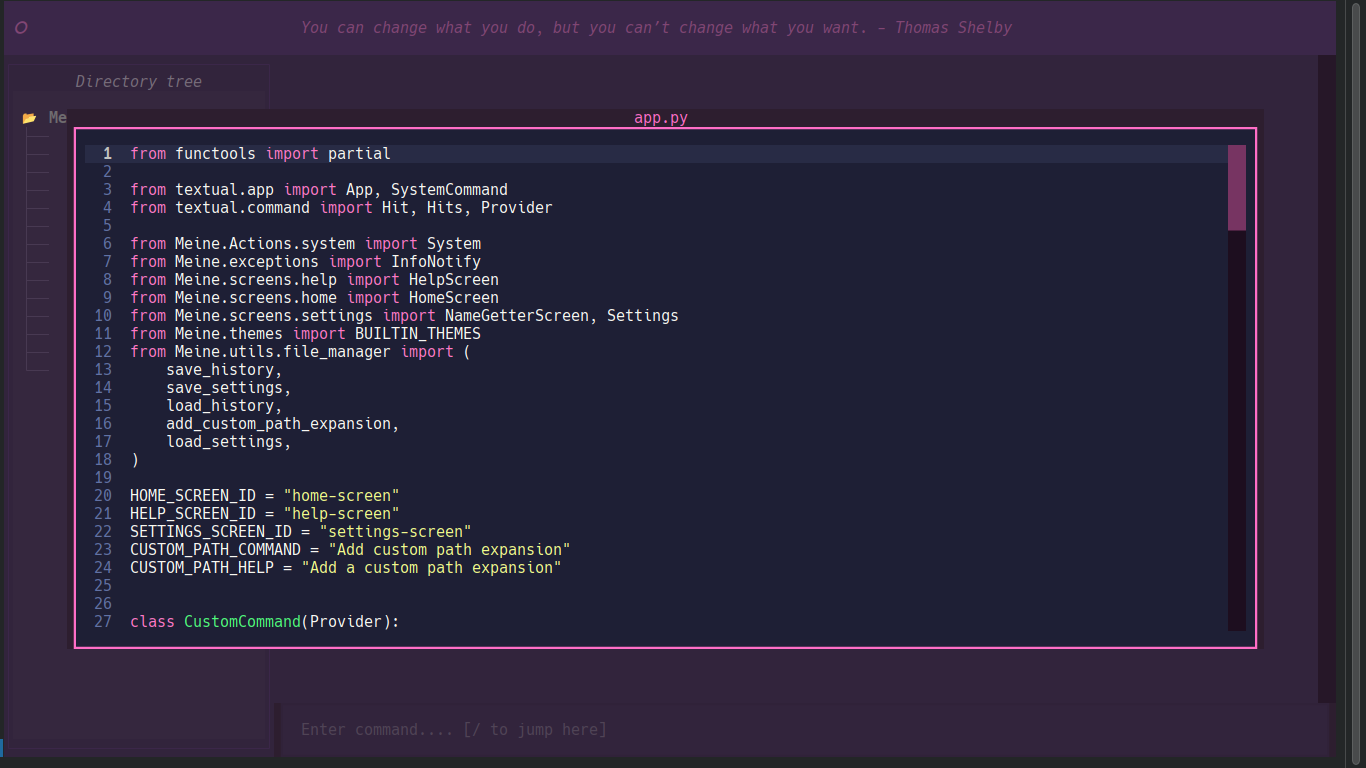 You can change what you do, but you can’t change what you want. - Thomas Shelby
Directory tree
Me
app.py
1 from functools import partial
2
3 from textual.app import App, SystemCommand
4 from textual.command import Hit, Hits, Provider
5
6 from Meine.Actions.system import System
7 from Meine.exceptions import InfoNotify
8 from Meine.screens.help import HelpScreen
9 from Meine.screens.home import HomeScreen
10 from Meine.screens.settings import NameGetterScreen, Settings
11 from Meine.themes import BUILTIN_THEMES
12 from Meine.utils.file_manager import (
13     save_history,
14     save_settings,
15     load_history,
16     add_custom_path_expansion,
17     load_settings,
18 )
19
20 HOME_SCREEN_ID = "home-screen"
21 HELP_SCREEN_ID = "help-screen"
22 SETTINGS_SCREEN_ID = "settings-screen"
23 CUSTOM_PATH_COMMAND = "Add custom path expansion"
24 CUSTOM_PATH_HELP = "Add a custom path expansion"
25
26
27 class CustomCommand(Provider):
Enter command.... [/ to jump here]